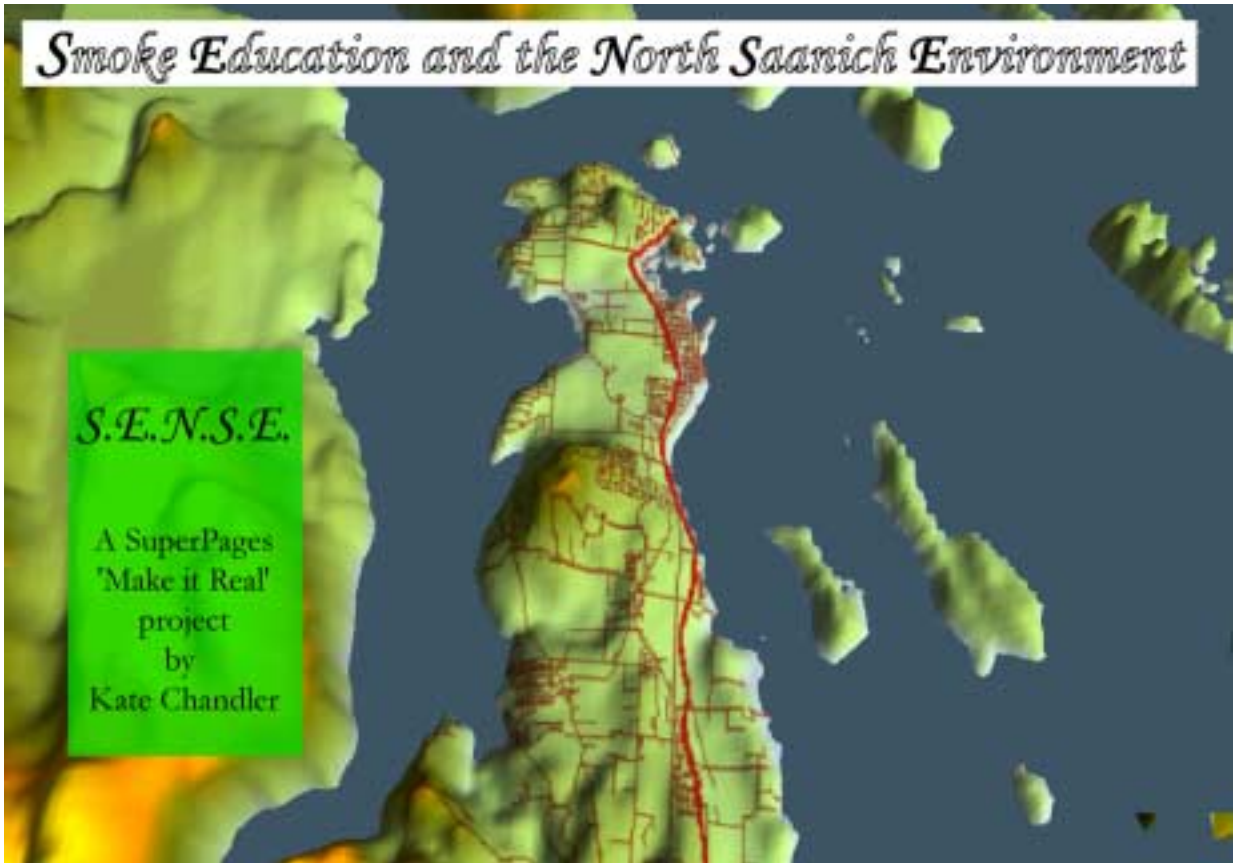 Smoke Education and the North Saanich Environment
S.E.N.S.E.
A SuperPages
'Make it Real'
project
by
Kate Chandler